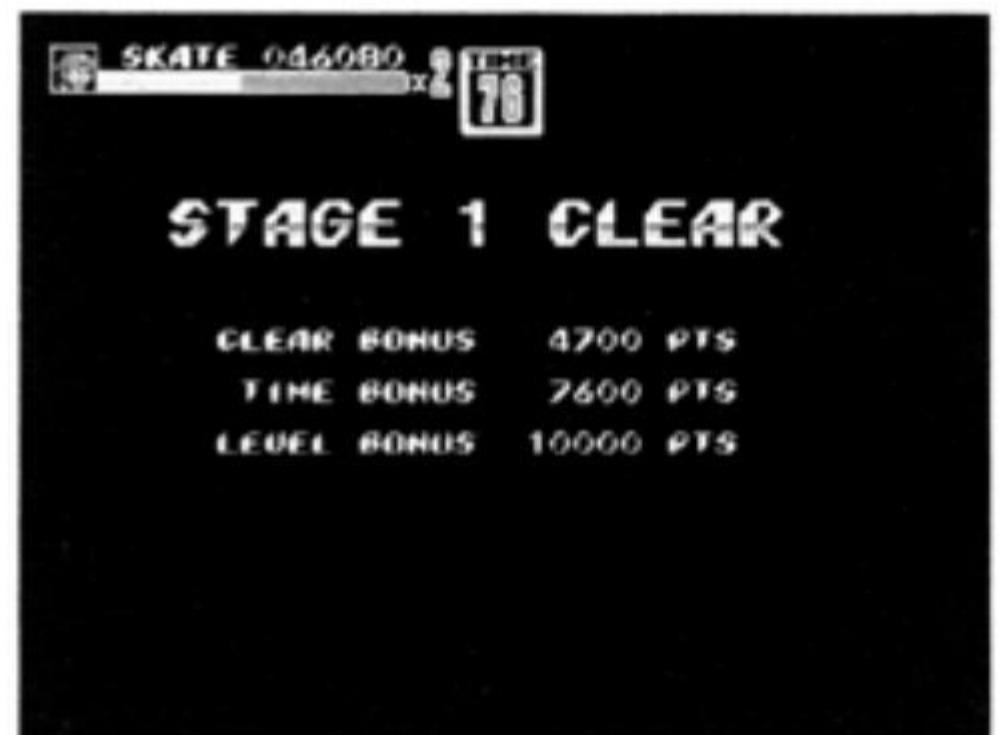 SKATE 046080
x2
TIME
76
STAGE 1 CLEAR
CLEAR BONUS 4700 PTS
TIME BONUS 7600 PTS
LEVEL BONUS 10000 PTS